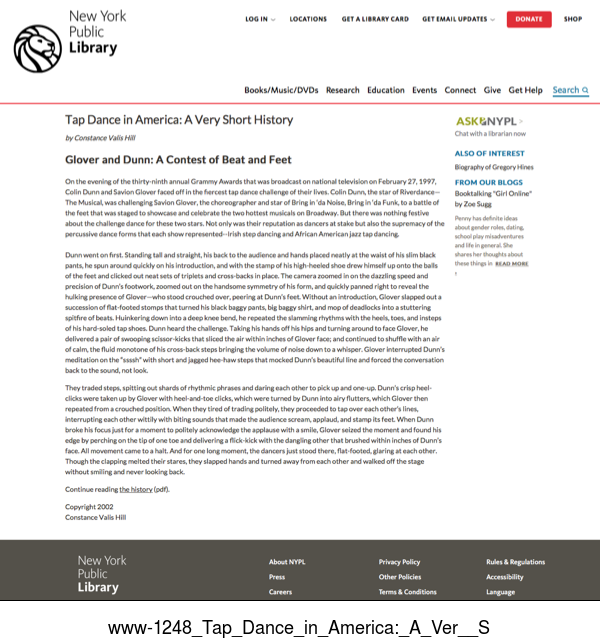 New York
Public
Library
LOG IN
LOCATIONS
GET A LIBRARY CARD
GET EMAIL UPDATES
DONATE
SHOP
Books/Music/DVDs Research Education Events Connect Give Get Help Search
Tap Dance in America: A Very Short History
by Constance Valis Hill
Glover and Dunn: A Contest of Beat and Feet
On the evening of the thirty-ninth annual Grammy Awards that was broadcast on national television on February 27, 1997,
Colin Dunn and Savion Glover faced off in the fiercest tap dance challenge of their lives. Colin Dunn, the star of Riverdance—
The Musical, was challenging Savion Glover, the choreographer and star of Bring in 'da Noise, Bring in 'da Funk, to a battle of
the feet that was staged to showcase and celebrate the two hottest musicals on Broadway. But there was nothing festive
about the challenge dance for these two stars. Not only was their reputation as dancers at stake but also the supremacy of the
percussive dance forms that each show represented--Irish step dancing and African American jazz tap dancing.
Dunn went on first. Standing tall and straight, his back to the audience and hands placed neatly at the waist of his slim black
pants, he spun around quickly on his introduction, and with the stamp of his high-heeled shoe drew himself up onto the balls
of the feet and clicked out neat sets of triplets and cross-backs in place. The camera zoomed in on the dazzling speed and
precision of Dunn's footwork, zoomed out on the handsome symmetry of his form, and quickly panned right to reveal the
hulking presence of Glover—who stood crouched over, peering at Dunn's feet. Without an introduction, Glover slapped out a
succession of flat-footed stomps that turned his black baggy pants, big baggy shirt, and mop of deadlocks into a stuttering
spitfire of beats. Huinkering down into a deep knee bend, he repeated the slamming rhythms with the heels, toes, and insteps
of his hard-soled tap shoes. Dunn heard the challenge. Taking his hands off his hips and turning around to face Glover, he
delivered a pair of swooping scissor-kicks that sliced the air within inches of Glover face; and continued to shuffle with an air
of calm, the fluid monotone of his cross-back steps bringing the volume of noise down to a whisper. Glover interrupted Dunn's
meditation on the "ssssh" with short and jagged hee-haw steps that mocked Dunn's beautiful line and forced the conversation
back to the sound, not look.
They traded steps, spitting out shards of rhythmic phrases and daring each other to pick up and one-up. Dunn's crisp heel-
clicks were taken up by Glover with heel-and-toe clicks, which were turned by Dunn into airy flutters, which Glover then
repeated from a crouched position. When they tired of trading politely, they proceeded to tap over each other's lines,
interrupting each other wittily with biting sounds that made the audience scream, applaud, and stamp its feet. When Dunn
broke his focus just for a moment to politely acknowledge the applause with a smile, Glover seized the moment and found his
edge by perching on the tip of one toe and delivering a flick-kick with the dangling other that brushed within inches of Dunn's
face. All movement came to a halt. And for one long moment, the dancers just stood there, flat-footed, glaring at each other.
Though the clapping melted their stares, they slapped hands and turned away from each other and walked off the stage
without smiling and never looking back.
Continue reading the history (pdf).
Copyright 2002
Constance Valis Hill
ASK NYPL
Chat with a librarian now
ALSO OF INTEREST
Biography of Gregory Hines
FROM OUR BLOGS
Booktalking "Girl Online"
by Zoe Sugg
Penny has definite ideas
about gender roles, dating,
school play misadventures
and life in general. She
shares her thoughts about
these things in READ MORE
New York
Public
Library
About NYPL
Privacy Policy
Rules & Regulations
Press
Other Policies
Accessibility
Careers
Terms & Conditions
Language
www-1248_Tap_Dance_in_America:_A_Ver__S